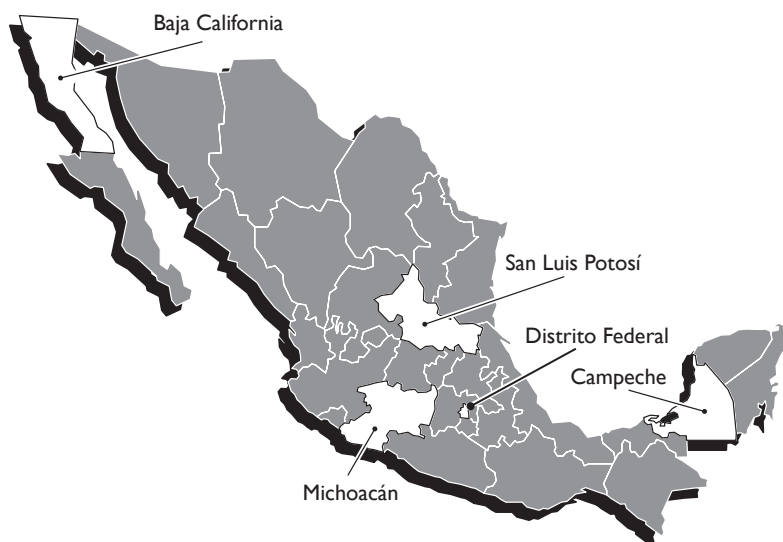 Baja California
San Luis Potosí
Distrito Federal
Campeche
Michoacán